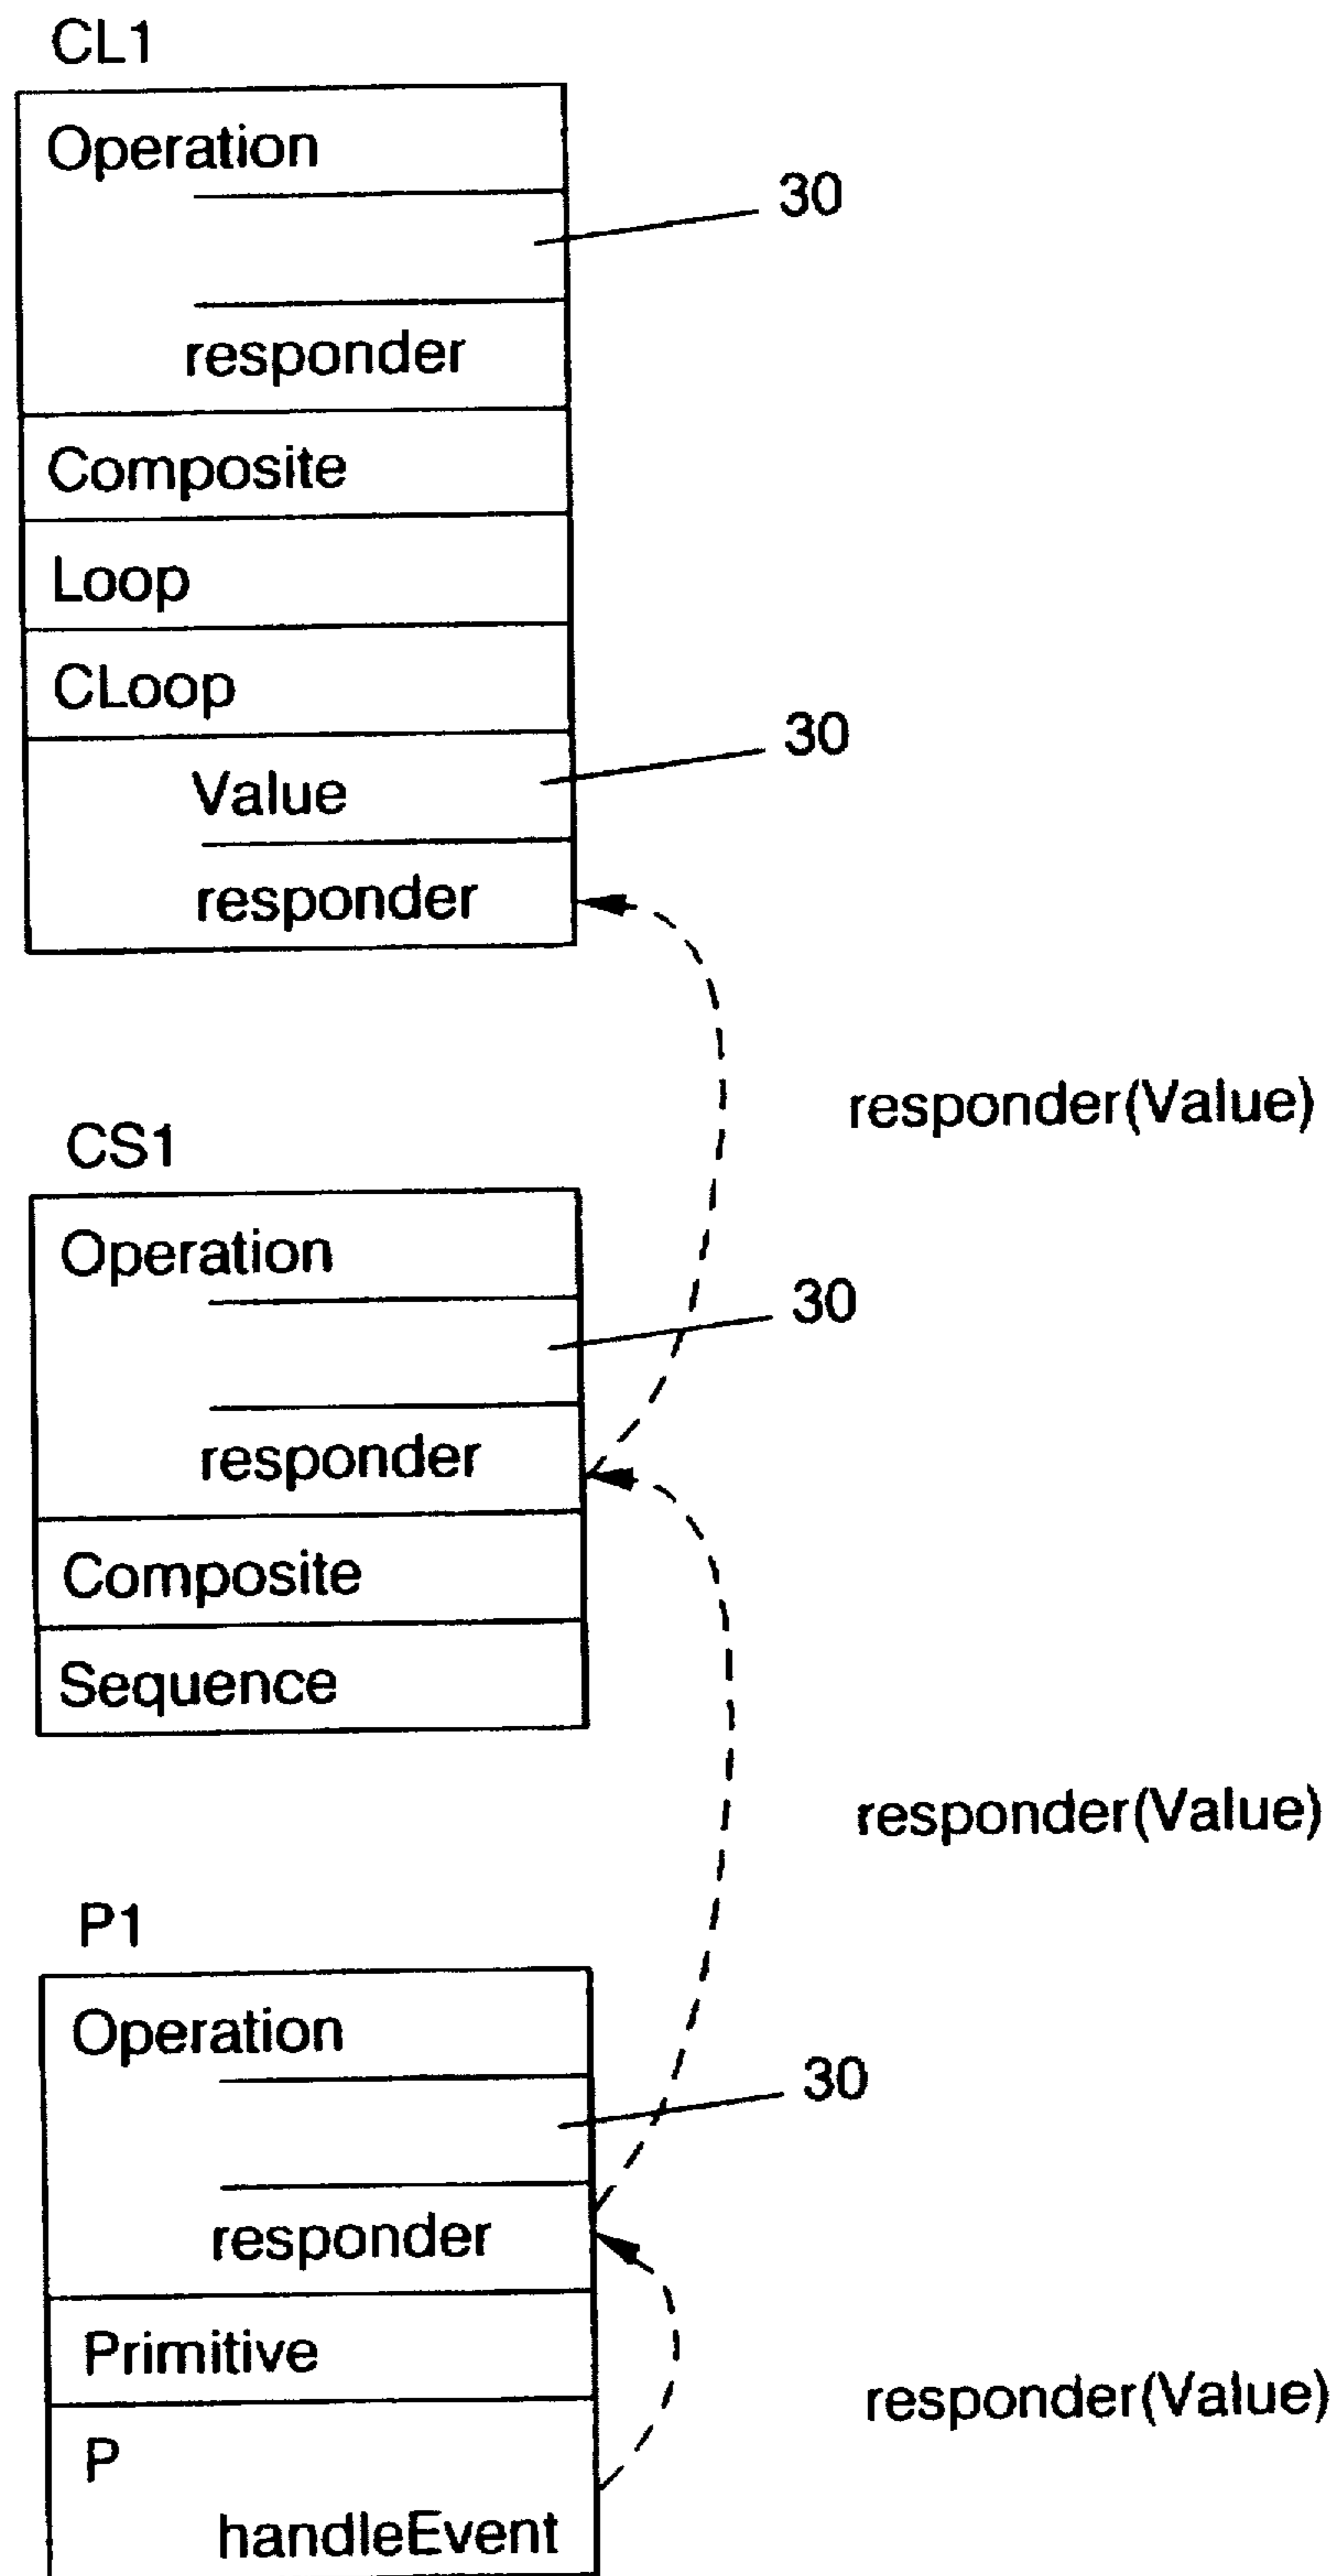 CL1
Operation
30
responder
Composite
Loop
CLoop
30
Value
responder
responder(Value)
CS1
Operation
30
responder
Composite
Sequence
responder(Value)
P1
Operation
30
responder
Primitive
responder(Value)
P
handleEvent